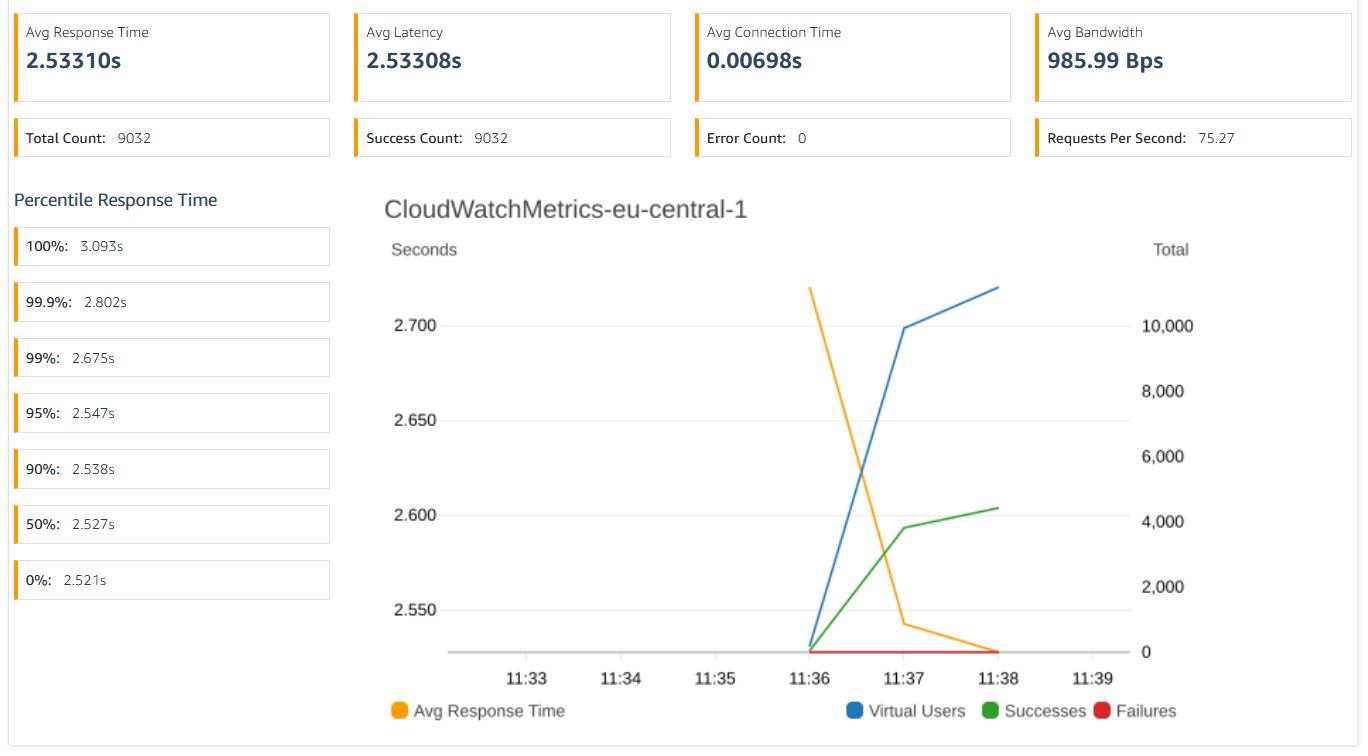 Avg Response Time
2.53310s
Avg Latency
2.53308s
Avg Connection Time
0.00698s
Avg Bandwidth
985.99 Bps
Total Count: 9032
Success Count: 9032
Error Count: 0
Requests Per Second: 75.27
Percentile Response Time
100%: 3.093s
99.9%: 2.802s
99%: 2.675s
95%: 2.547s
90%: 2.538s
50%: 2.527s
0%: 2.521s
CloudWatchMetrics-eu-central-1
Seconds
Total
2.700
2.650
2.600
2.550
10,000
8,000
6,000
4,000
2,000
0
11:33 11:34 11:35 11:36 11:37 11:38 11:39
Avg Response Time
Virtual Users Successes Failures